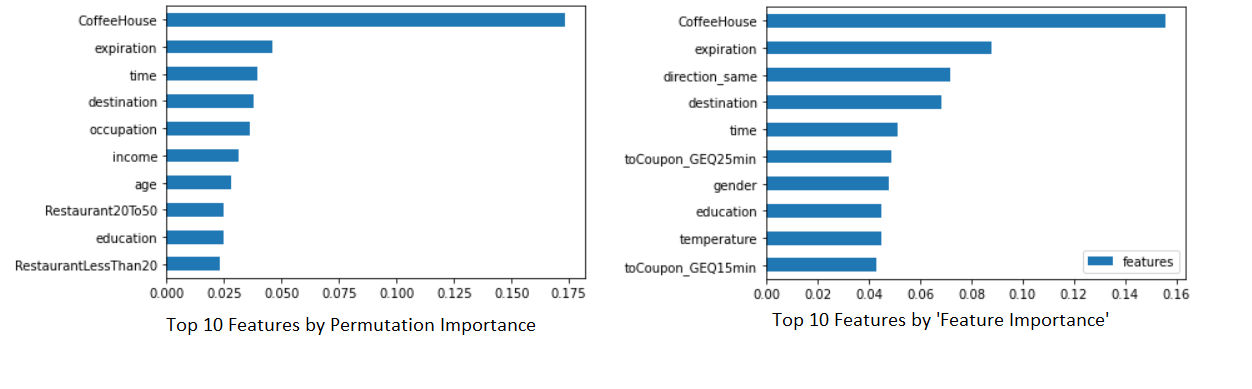 CoffeeHouse
expiration
time
destination
occupation
income
age
Restaurant20To50
education
RestaurantLessThan20
0.000 0.025 0.050 0.075 0.100 0.125 0.150 0.175
Top 10 Features by Permutation Importance
CoffeeHouse
expiration
direction_same
destination
time
toCoupon_GEQ25min
gender
education
temperature
toCoupon_GEQ15min
features
0.00 0.02 0.04 0.06 0.08 0.10 0.12 0.14 0.16
Top 10 Features by 'Feature Importance'